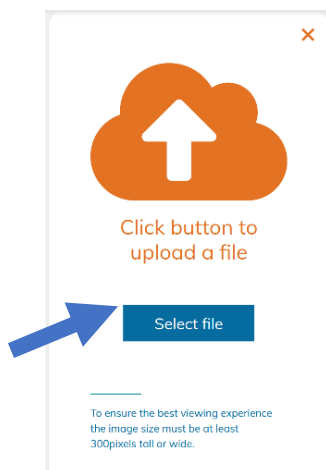 Click button to
upload a file
Select file
To ensure the best viewing experience
the image size must be at least
300pixels tall or wide.